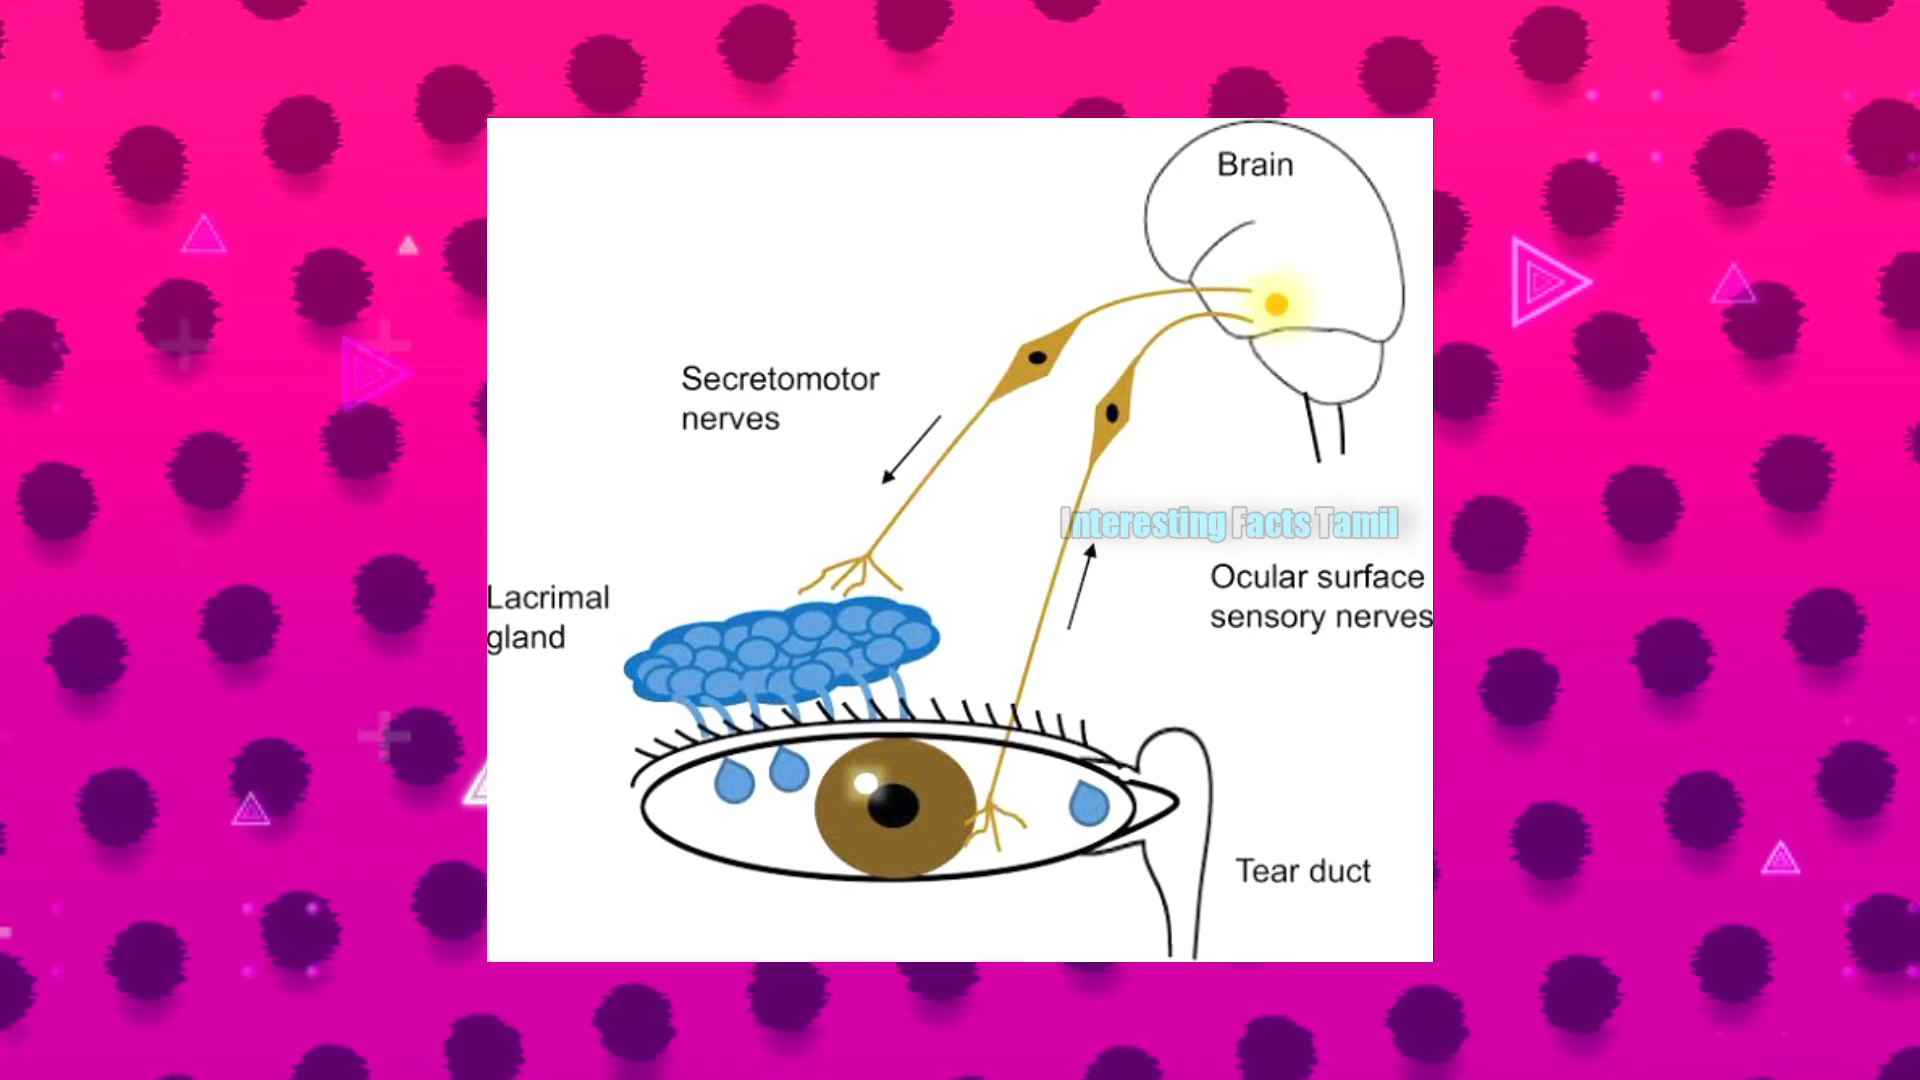 Brain
Secretomotor
nerves
Interesting Facts Tamil
Ocular surface
sensory nerves
Lacrimal
gland
Tear duct